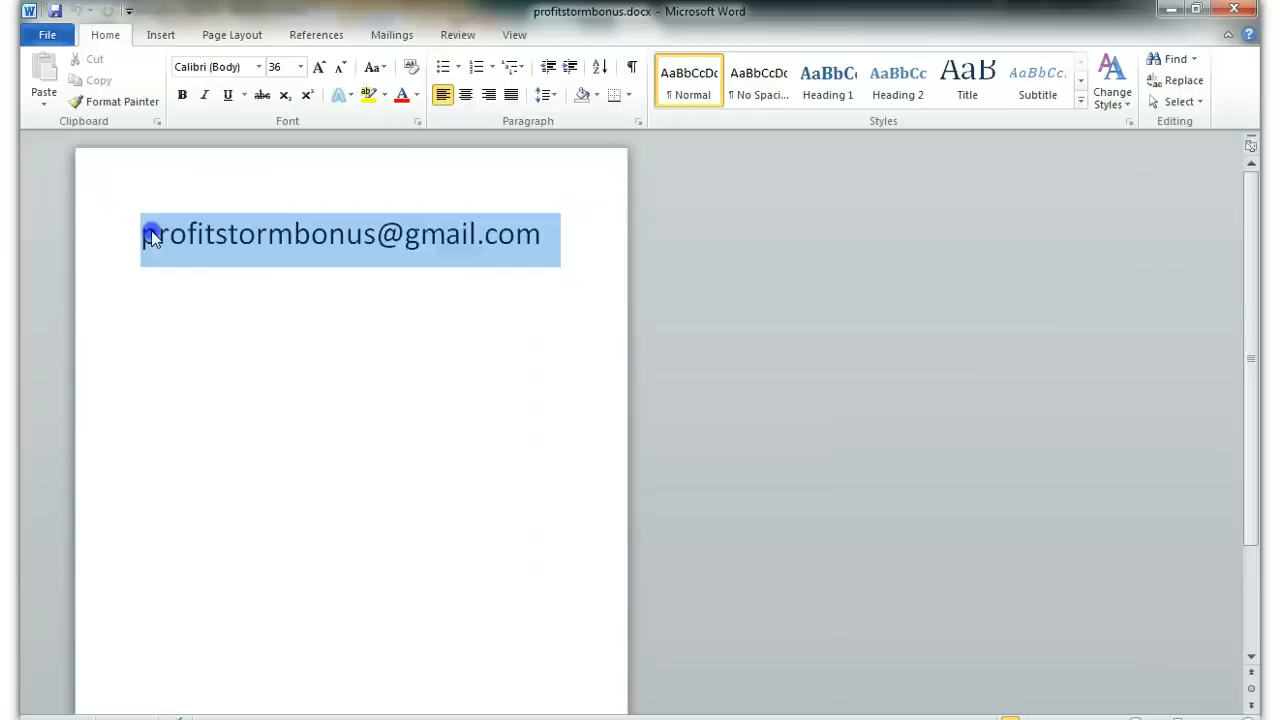 profitstormbonus.docx - Microsoft Word
File Home Insert Page Layout References Mailings Review View
Paste
Cut
Copy
Format Painter
Clipboard
Calibri (Body) 36
Font
Paragraph
AaBbCcDc AaBbCcDc AaBbC AaBbCc AaB AaBbCc.
¶ Normal ¶ No Spaci... Heading 1 Heading 2 Title Subtitle
Change
Styles
Styles
Find
Replace
Select
Editing
profitstormbonus@gmail.com